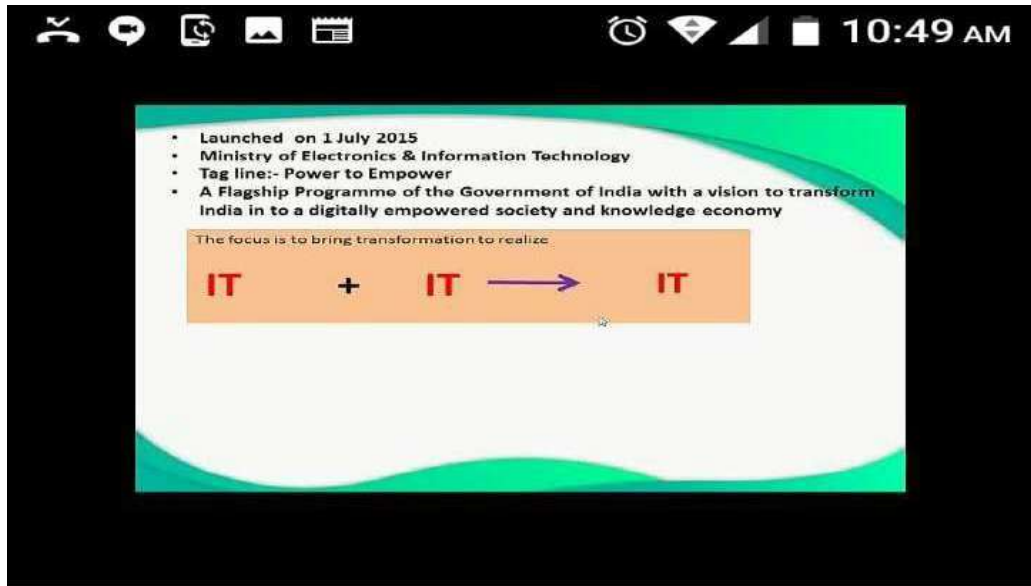 10:49 AM
• Launched on 1 July 2015
• Ministry of Electronics & Information Technology
• Tag line:- Power to Empower
• A Flagship Programme of the Government of India with a vision to transform
India in to a digitally empowered society and knowledge economy
The focus is to bring transformation to realize
IT + IT → IT